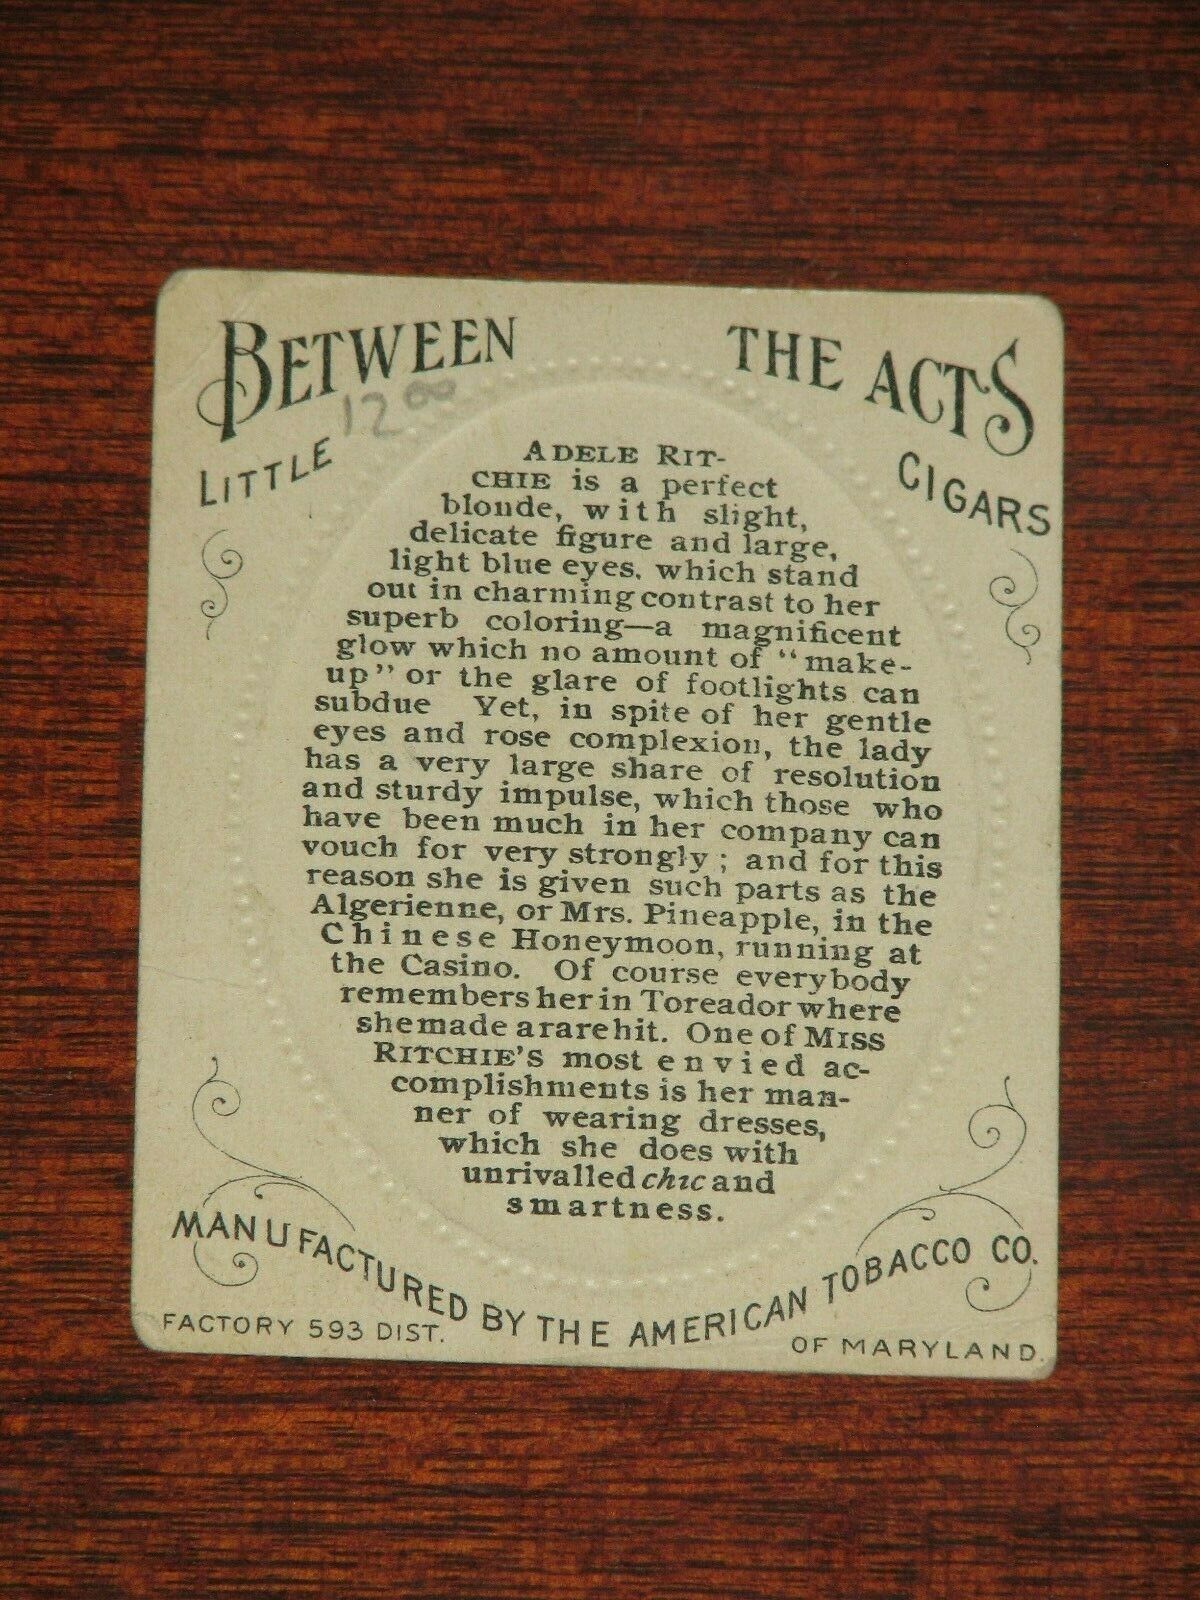 BETWEEN THE ACTS
LITTLE CIGARS
12 00
ADELE RIT-
CHIE is a perfect
blonde, with slight,
delicate figure and large,
light blue eyes, which stand
out in charming contrast to her
superb coloring—a magnificent
glow which no amount of "make-
up" or the glare of footlights can
subdue Yet, in spite of her gentle
eyes and rose complexion, the lady
has a very large share of resolution
and sturdy impulse, which those who
have been much in her company can
vouch for very strongly; and for this
reason she is given such parts as the
Algerienne, or Mrs. Pineapple, in the
Chinese Honeymoon, running at
the Casino. Of course everybody
remembers her in Toreador where
she made a rare hit. One of MISS
RITCHIE'S most envied ac-
complishments is her man-
ner of wearing dresses,
which she does with
unrivalled chic and
smartness.
MANUFACTURED BY THE AMERICAN TOBACCO CO.
FACTORY 593 DIST. OF MARYLAND.